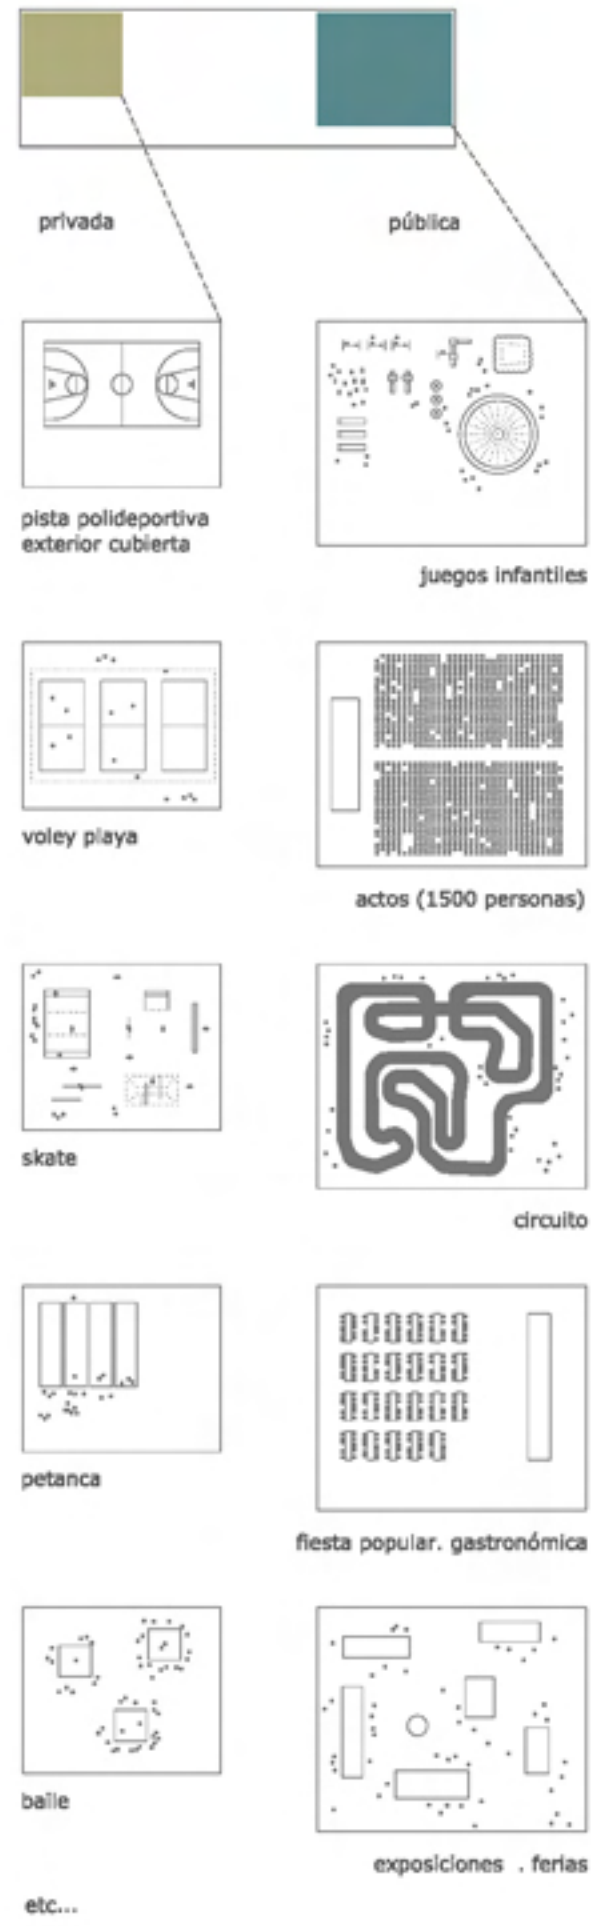 privada
pública
pista polideportiva
exterior cubierta
juegos infantiles
voley playa
actos (1500 personas)
skate
circuito
petanca
fiesta popular. gastronómica
baile
exposiciones . ferias
etc...